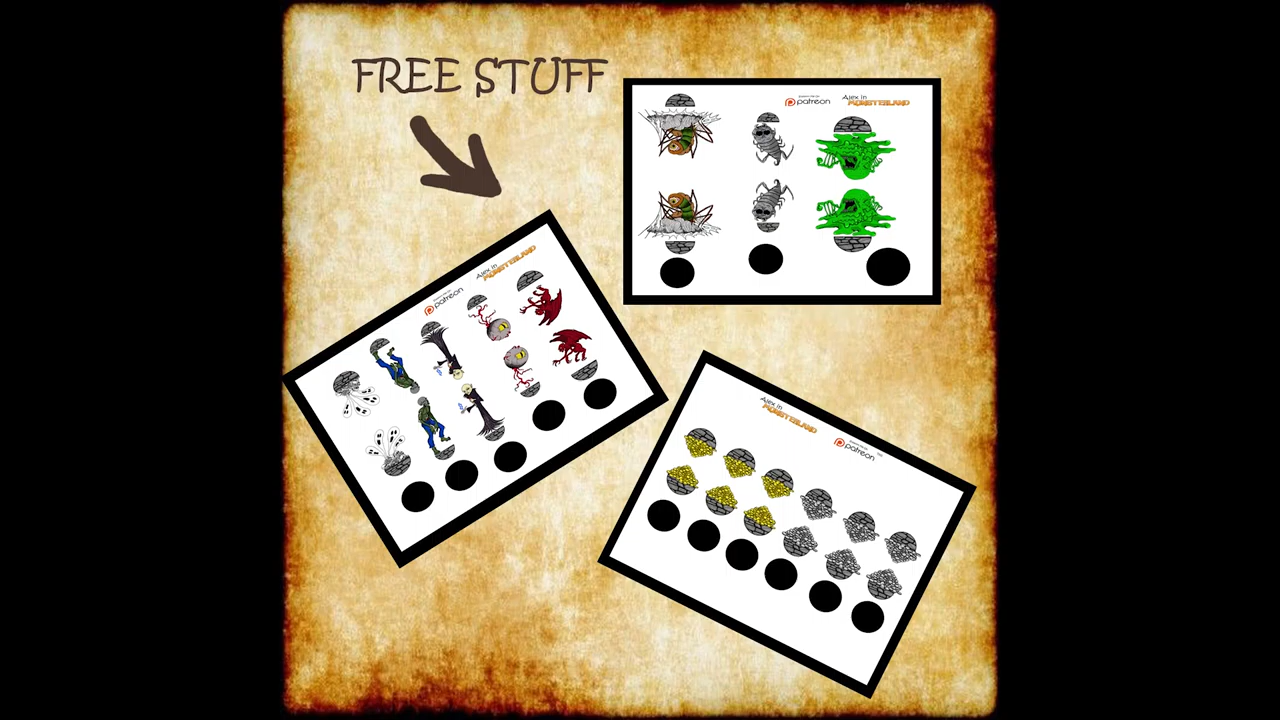 FREE STUFF
patreon
Alex in
MONSTERLAND
Alex in
MONSTERLAND
patreon
Alex in
MONSTERLAND
patreon